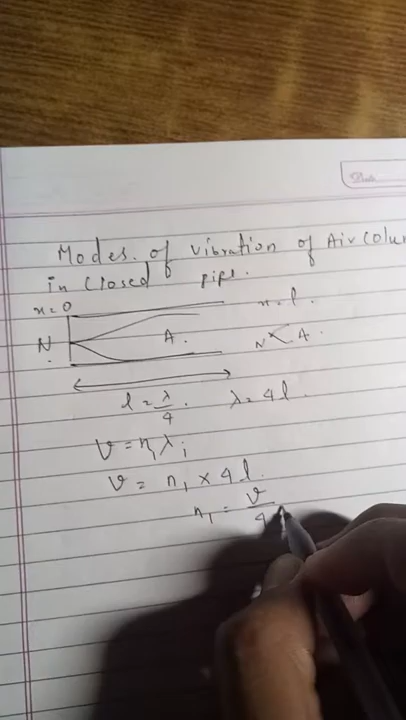 Modes of vibration of Air Colu
in Closed pipe.
x=0
x=l.
N
A.
N A.
l = λ/4 λ = 4l.
v = n₁λ₁
v = n₁ × 4l.
n₁ = v/4